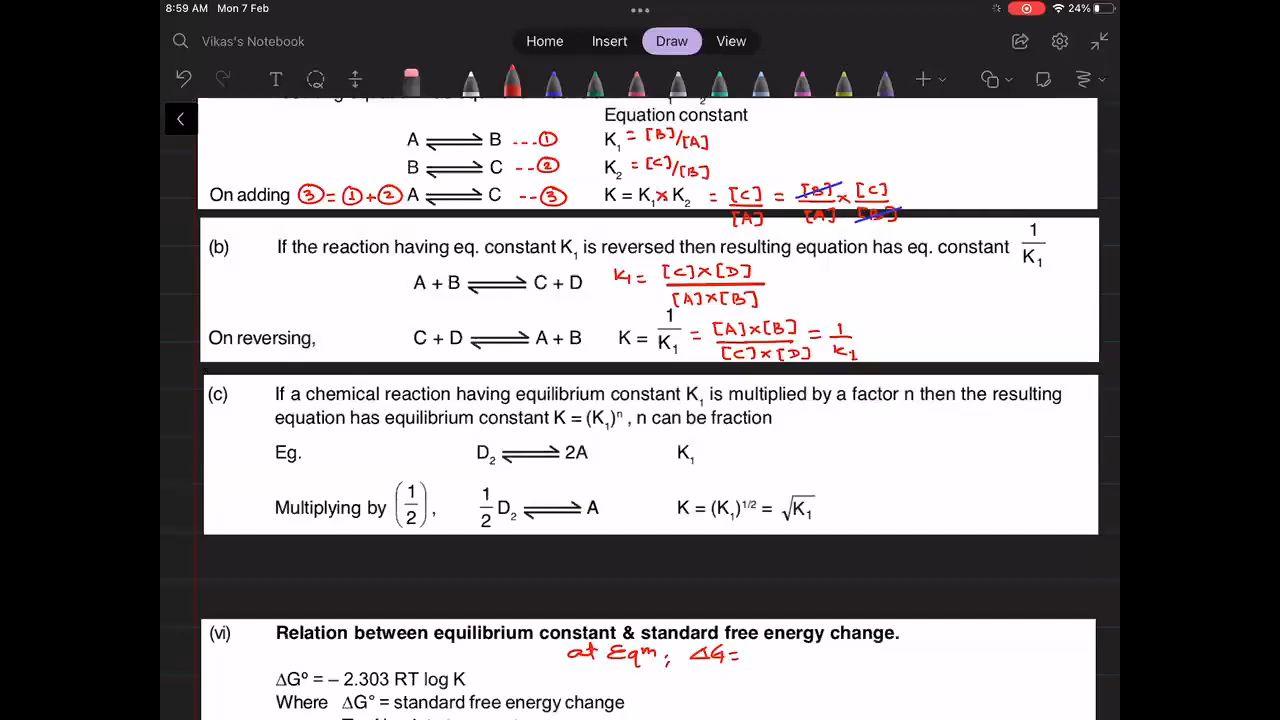 8:59 AM Mon 7 Feb
24%
Vikas's Notebook
Home Insert Draw View
Equation constant
A ⇌ B ---① K₁ = [B]/[A]
B ⇌ C --② K₂ = [C]/[B]
On adding ③=①+② A ⇌ C --③ K = K₁ x K₂ = [C]/[A] = [B]/[A] x [C]/[B]
(b) If the reaction having eq. constant K₁ is reversed then resulting equation has eq. constant 1/K₁
A + B ⇌ C + D K₁ = [C]x[D]/[A]x[B]
On reversing, C + D ⇌ A + B K = 1/K₁ = [A]x[B]/[C]x[D] = 1/K₁
(c) If a chemical reaction having equilibrium constant K₁ is multiplied by a factor n then the resulting
equation has equilibrium constant K = (K₁)ⁿ , n can be fraction
Eg. D₂ ⇌ 2A K₁
Multiplying by (1/2), 1/2 D₂ ⇌ A K = (K₁)^1/2 = √K₁
(vi) Relation between equilibrium constant & standard free energy change.
at Eqᵐ; ΔG=
ΔGº = – 2.303 RT log K
Where ΔG° = standard free energy change